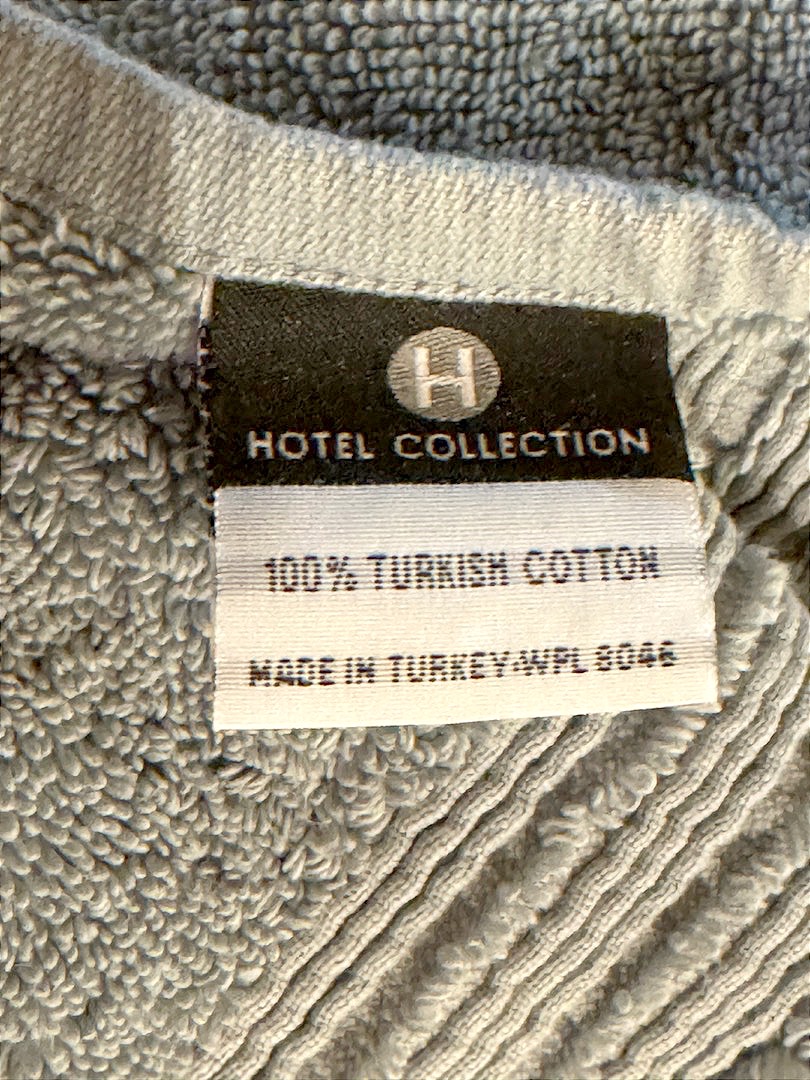 H
HOTEL COLLECTION
100% TURKISH COTTON
MADE IN TURKEY-WPL 8046